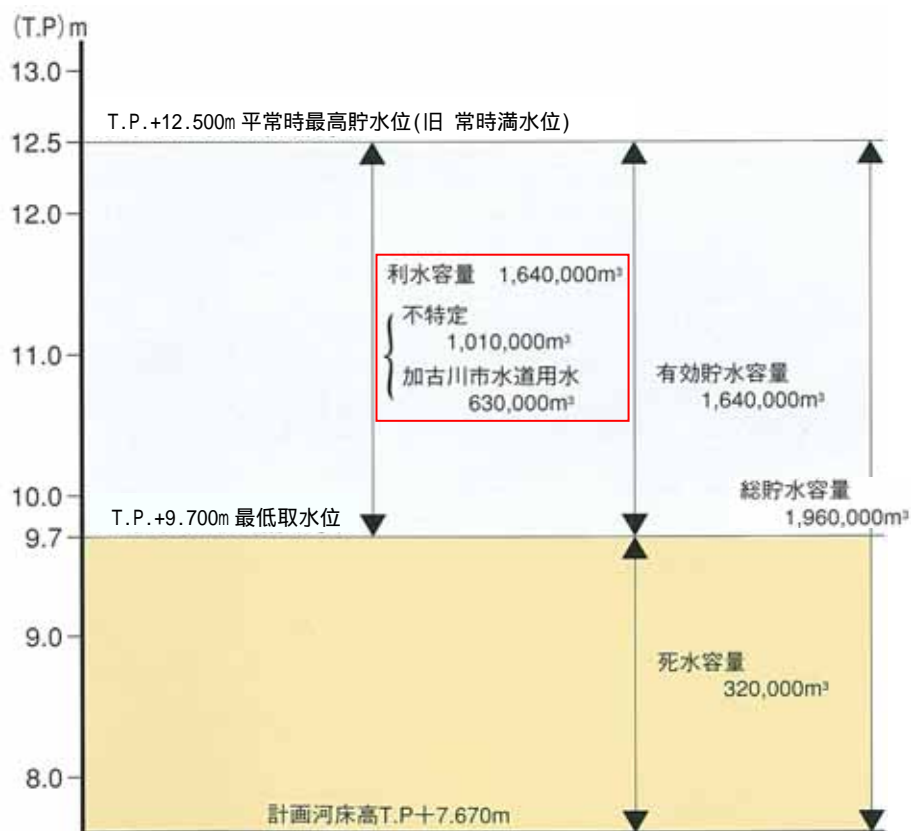 (T.P)m
13.0
T.P.+12.500m 平常時最高貯水位(旧 常時満水位)
12.5
12.0
利水容量 1,640,000m³
不特定
1,010,000m³
11.0
加古川市水道用水
630,000m³
有効貯水容量
1,640,000m³
総貯水容量
1,960,000m³
10.0
T.P.+9.700m 最低取水位
9.7
9.0
死水容量
320,000m³
8.0
計画河床高T.P+7.670m